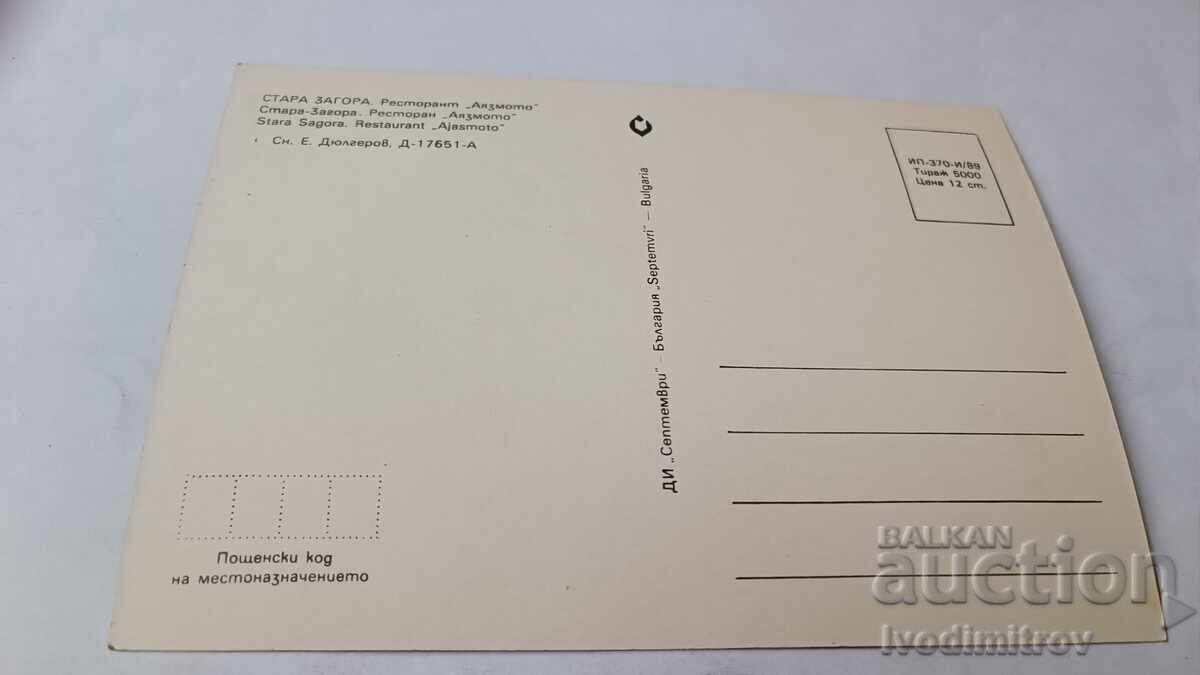 СТАРА ЗАГОРА. Ресторант „Аязмото“
Стара-Загора. Ресторан „Аязмото“
Stara Sagora. Restaurant „Ajasmoto“
Сн. Е. Дюлгеров, Д-17651-А
ИП-370-И/89
Тираж 5000
Цена 12 ст.
ДИ „Септември“ – България „Septemvri“ — Bulgaria
Пощенски код
на местоназначението
BALKAN
auction
Ivodimitrov